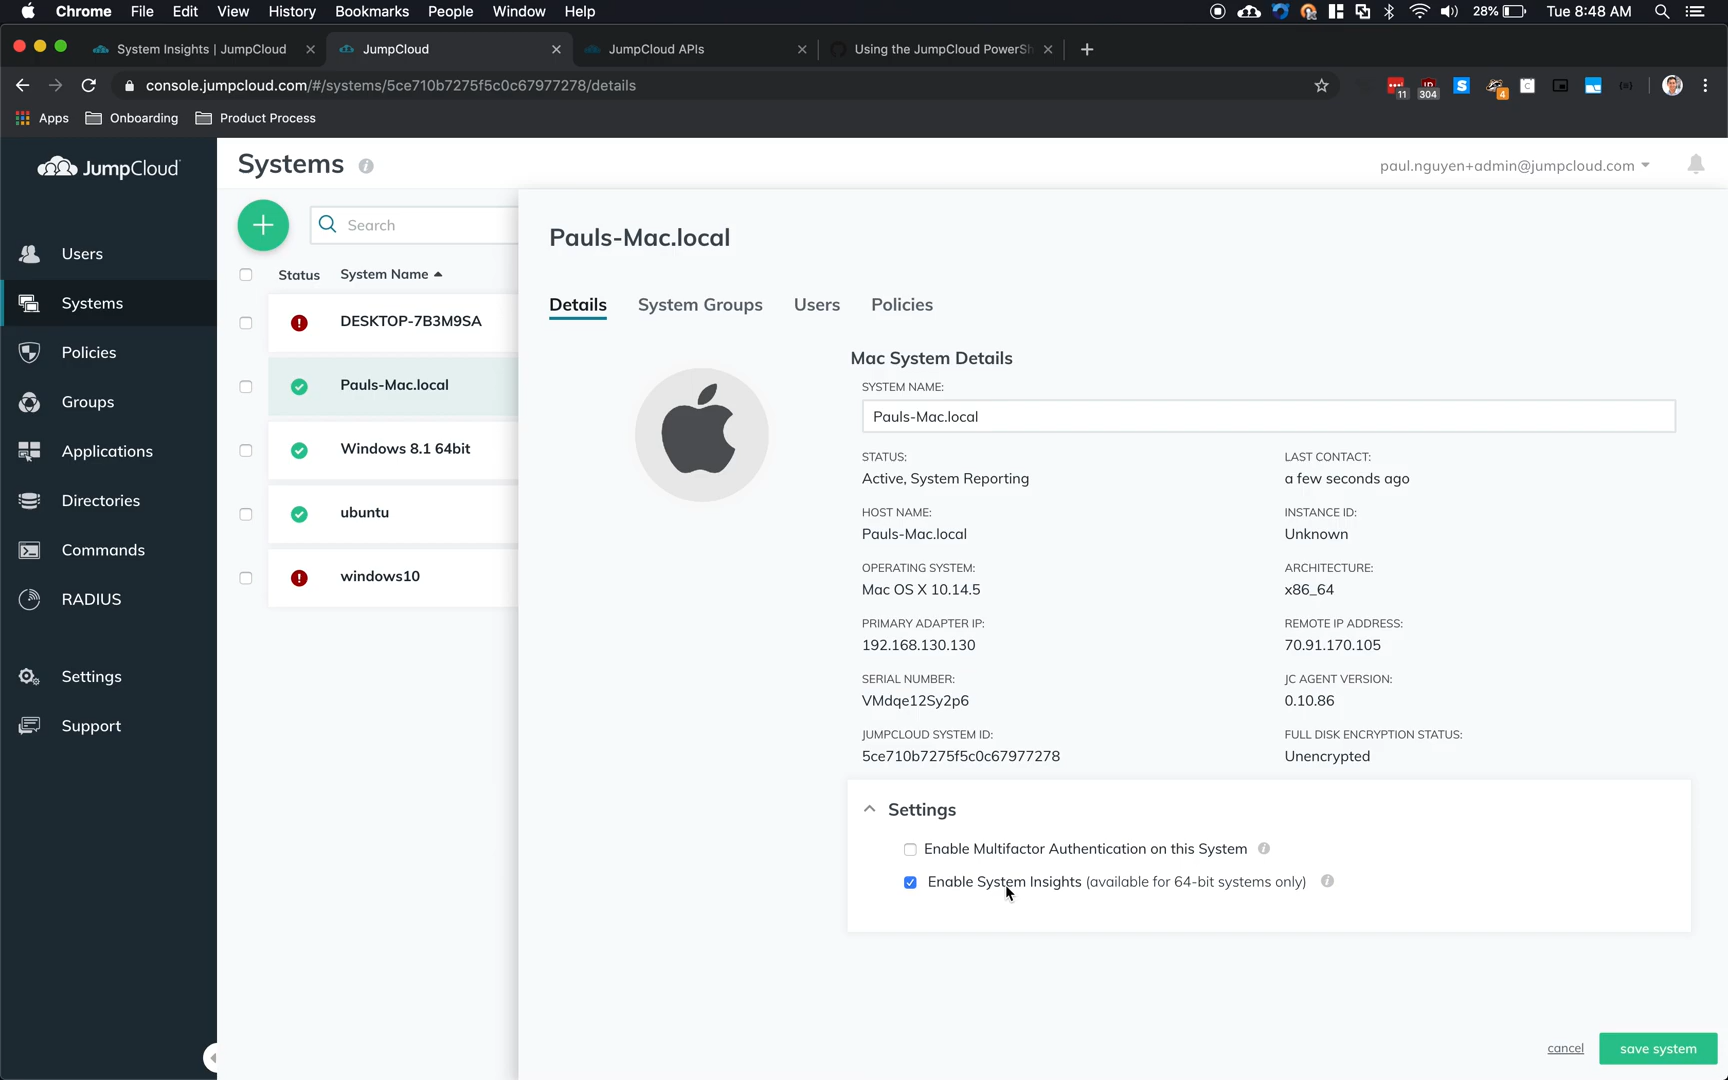 Chrome File Edit View History Bookmarks People Window Help 28% Tue 8:48 AM
System Insights | JumpCloud JumpCloud JumpCloud APIs Using the JumpCloud PowerSh
console.jumpcloud.com/#/systems/5ce710b7275f5c0c67977278/details 11 304 4
Apps Onboarding Product Process
JumpCloud
Users
Systems
Policies
Groups
Applications
Directories
Commands
RADIUS
Settings
Support
Systems
paul.nguyen+admin@jumpcloud.com
Search
Status System Name
DESKTOP-7B3M9SA
Pauls-Mac.local
Windows 8.1 64bit
ubuntu
windows10
Pauls-Mac.local
Details System Groups Users Policies
Mac System Details
SYSTEM NAME:
Pauls-Mac.local
STATUS: LAST CONTACT:
Active, System Reporting a few seconds ago
HOST NAME: INSTANCE ID:
Pauls-Mac.local Unknown
OPERATING SYSTEM: ARCHITECTURE:
Mac OS X 10.14.5 x86_64
PRIMARY ADAPTER IP: REMOTE IP ADDRESS:
192.168.130.130 70.91.170.105
SERIAL NUMBER: JC AGENT VERSION:
VMdqe12Sy2p6 0.10.86
JUMPCLOUD SYSTEM ID: FULL DISK ENCRYPTION STATUS:
5ce710b7275f5c0c67977278 Unencrypted
Settings
Enable Multifactor Authentication on this System
Enable System Insights (available for 64-bit systems only)
cancel save system